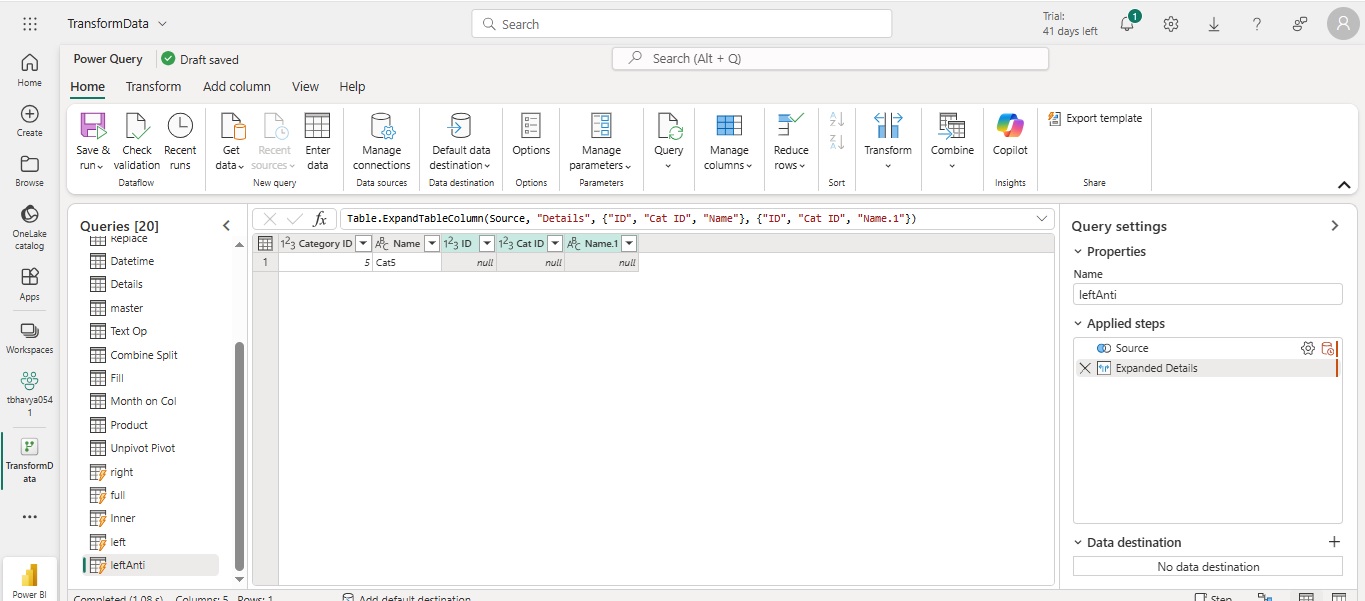 TransformData
Search
Trial:
41 days left
1
Power Query
Draft saved
Search (Alt + Q)
Home
Transform
Add column
View
Help
Save & run
Check validation
Recent runs
Dataflow
Get data
Recent sources
Enter data
New query
Manage connections
Data sources
Default data destination
Data destination
Options
Options
Manage parameters
Parameters
Query
Manage columns
Reduce rows
Sort
Transform
Combine
Copilot
Insights
Export template
Share
Home
Create
Browse
OneLake
catalog
Apps
Workspaces
tbhavya054
1
TransformD
ata
Power BI
Queries [20]
Replace
Datetime
Details
master
Text Op
Combine Split
Fill
Month on Col
Product
Unpivot Pivot
right
full
Inner
left
leftAnti
fx
Table.ExpandTableColumn(Source, "Details", {"ID", "Cat ID", "Name"}, {"ID", "Cat ID", "Name.1"})
Category ID Name ID Cat ID Name.1
1 5 Cat5 null null null
Query settings
Properties
Name
leftAnti
Applied steps
Source
Expanded Details
Data destination
No data destination
Completed (1.08 s) Columns: 5 Rows: 1
Add default destination
Step